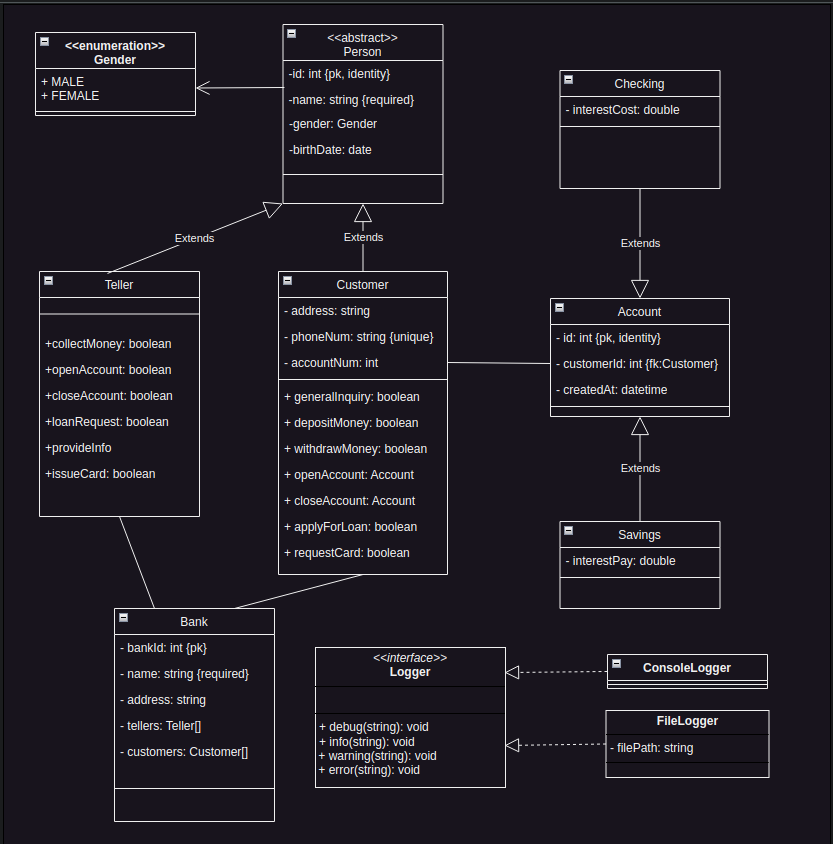 <<enumeration>>
Gender
+ MALE
+ FEMALE
<<abstract>>
Person
-id: int {pk, identity}
-name: string {required}
-gender: Gender
-birthDate: date
Checking
- interestCost: double
Extends
Extends
Extends
Teller
+collectMoney: boolean
+openAccount: boolean
+closeAccount: boolean
+loanRequest: boolean
+provideInfo
+issueCard: boolean
Customer
- address: string
- phoneNum: string {unique}
- accountNum: int
+ generalInquiry: boolean
+ depositMoney: boolean
+ withdrawMoney: boolean
+ openAccount: Account
+ closeAccount: Account
+ applyForLoan: boolean
+ requestCard: boolean
Account
- id: int {pk, identity}
- customerId: int {fk:Customer}
- createdAt: datetime
Extends
Savings
- interestPay: double
Bank
- bankId: int {pk}
- name: string {required}
- address: string
- tellers: Teller[]
- customers: Customer[]
<<interface>>
Logger
+ debug(string): void
+ info(string): void
+ warning(string): void
+ error(string): void
ConsoleLogger
FileLogger
- filePath: string